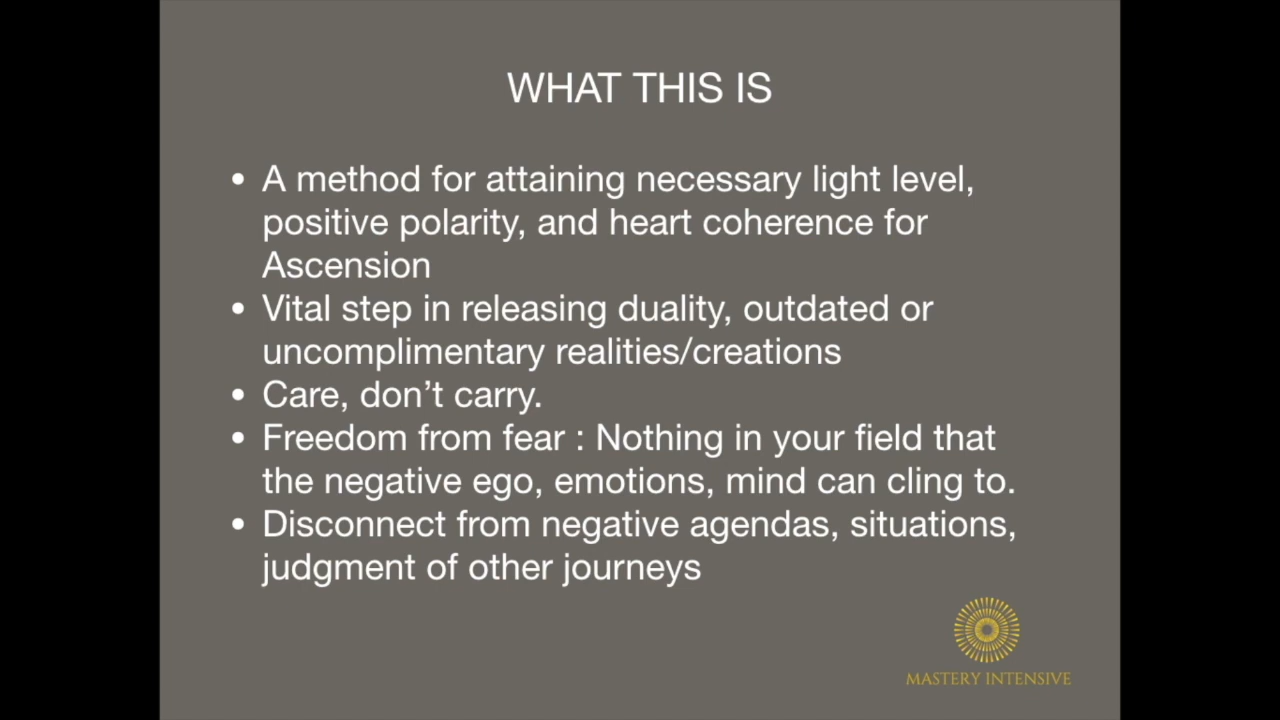 WHAT THIS IS
• A method for attaining necessary light level,
positive polarity, and heart coherence for
Ascension
• Vital step in releasing duality, outdated or
uncomplimentary realities/creations
• Care, don’t carry.
• Freedom from fear : Nothing in your field that
the negative ego, emotions, mind can cling to.
• Disconnect from negative agendas, situations,
judgment of other journeys
MASTERY INTENSIVE